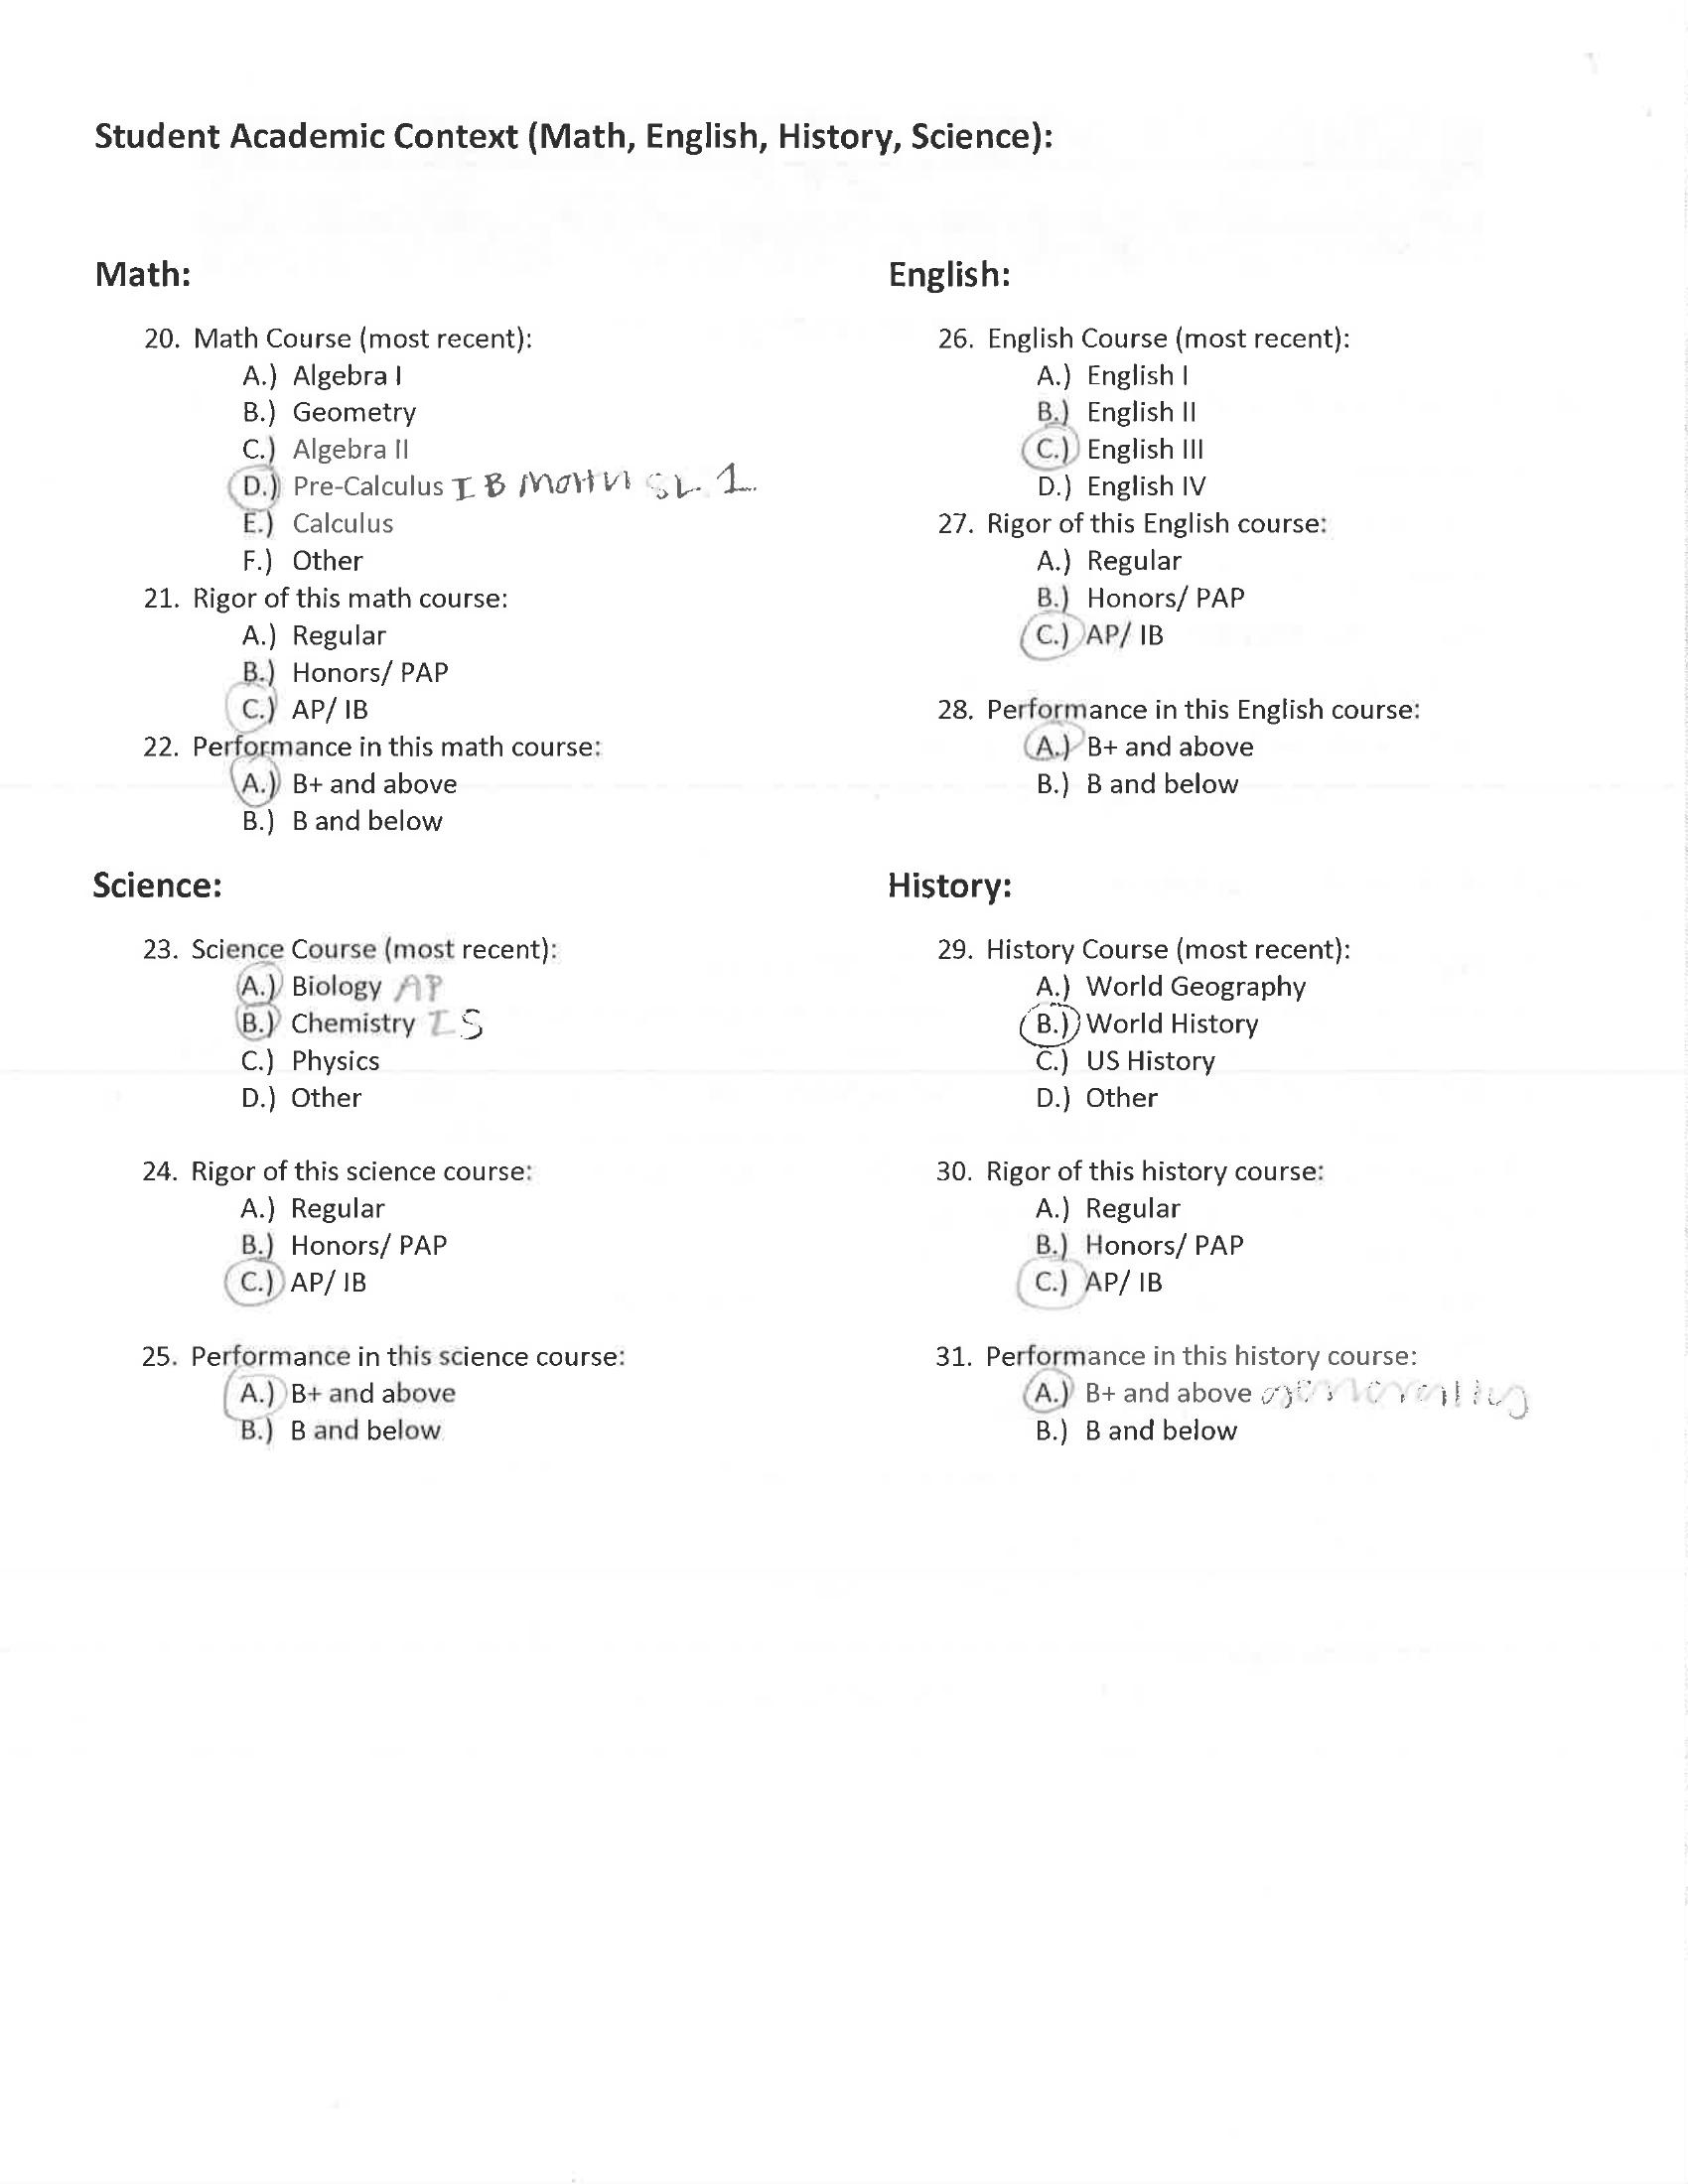 Student Academic Context (Math, English, History, Science):
Math:
20. Math Course (most recent):
A.) Algebra I
B.) Geometry
C.) Algebra II
D.) Pre-Calculus IB Math SL 1
E.) Calculus
F.) Other
21. Rigor of this math course:
A.) Regular
B.) Honors/ PAP
C.) AP/ IB
22. Performance in this math course:
A.) B+ and above
B.) B and below
Science:
23. Science Course (most recent):
A.) Biology AP
B.) Chemistry IS
C.) Physics
D.) Other
24. Rigor of this science course:
A.) Regular
B.) Honors/ PAP
C.) AP/ IB
25. Performance in this science course:
A.) B+ and above
B.) B and below
English:
26. English Course (most recent):
A.) English I
B.) English II
C.) English III
D.) English IV
27. Rigor of this English course:
A.) Regular
B.) Honors/ PAP
C.) AP/ IB
28. Performance in this English course:
A.) B+ and above
B.) B and below
History:
29. History Course (most recent):
A.) World Geography
B.) World History
C.) US History
D.) Other
30. Rigor of this history course:
A.) Regular
B.) Honors/ PAP
C.) AP/ IB
31. Performance in this history course:
A.) B+ and above
B.) B and below